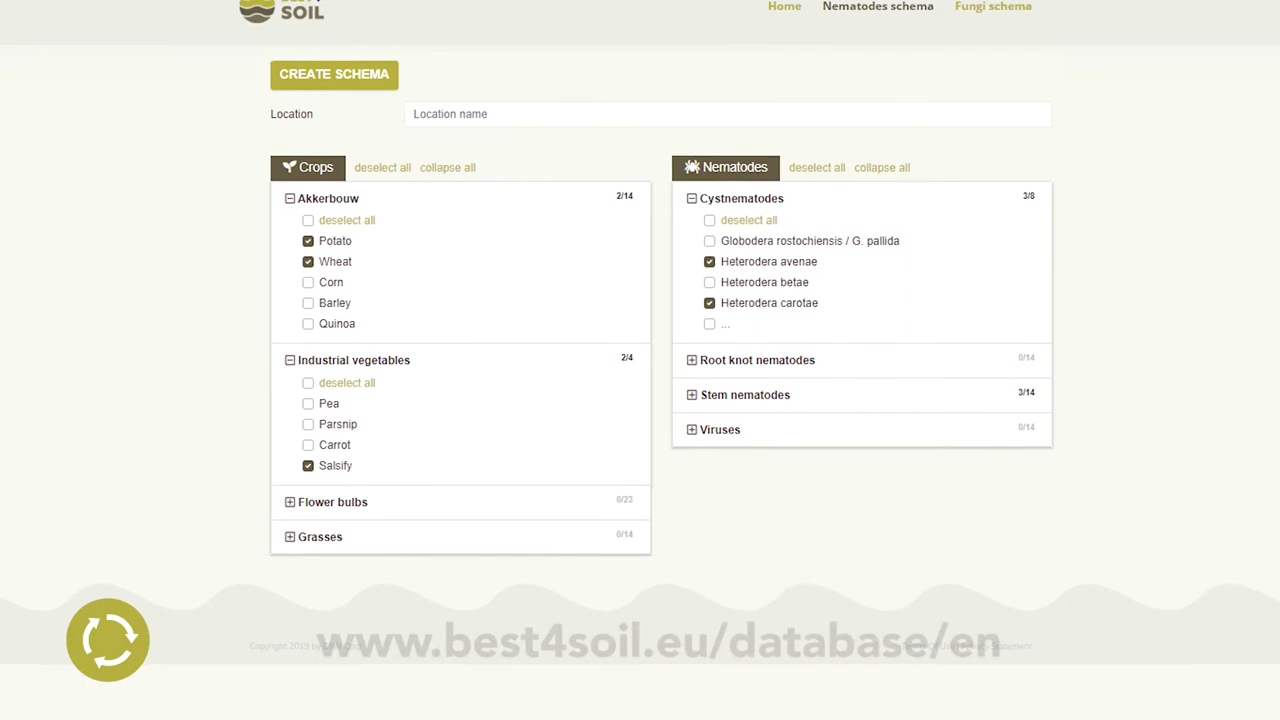 SOIL
Home
Nematodes schema
Fungi schema
CREATE SCHEMA
Location
Location name
Crops
deselect all
collapse all
Akkerbouw
2/14
deselect all
Potato
Wheat
Corn
Barley
Quinoa
Industrial vegetables
2/4
deselect all
Pea
Parsnip
Carrot
Salsify
Flower bulbs
0/23
Grasses
0/14
Nematodes
deselect all
collapse all
Cystnematodes
3/8
deselect all
Globodera rostochiensis / G. pallida
Heterodera avenae
Heterodera betae
Heterodera carotae
...
Root knot nematodes
0/14
Stem nematodes
3/14
Viruses
0/14
www.best4soil.eu/database/en
Copyright 2019 by
Statement